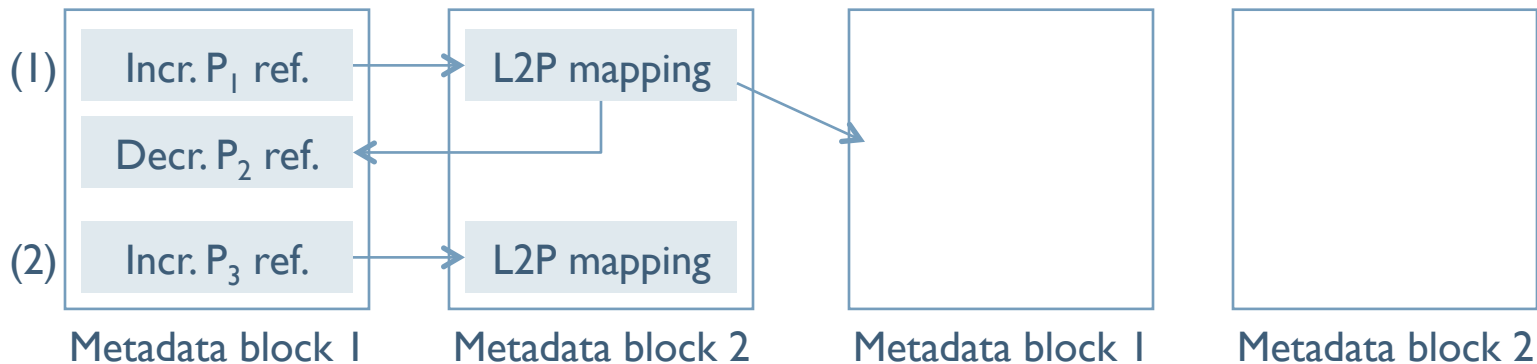 (1) Incr. P₁ ref. L2P mapping
Decr. P₂ ref.
(2) Incr. P₃ ref. L2P mapping
Metadata block 1 Metadata block 2 Metadata block 1 Metadata block 2